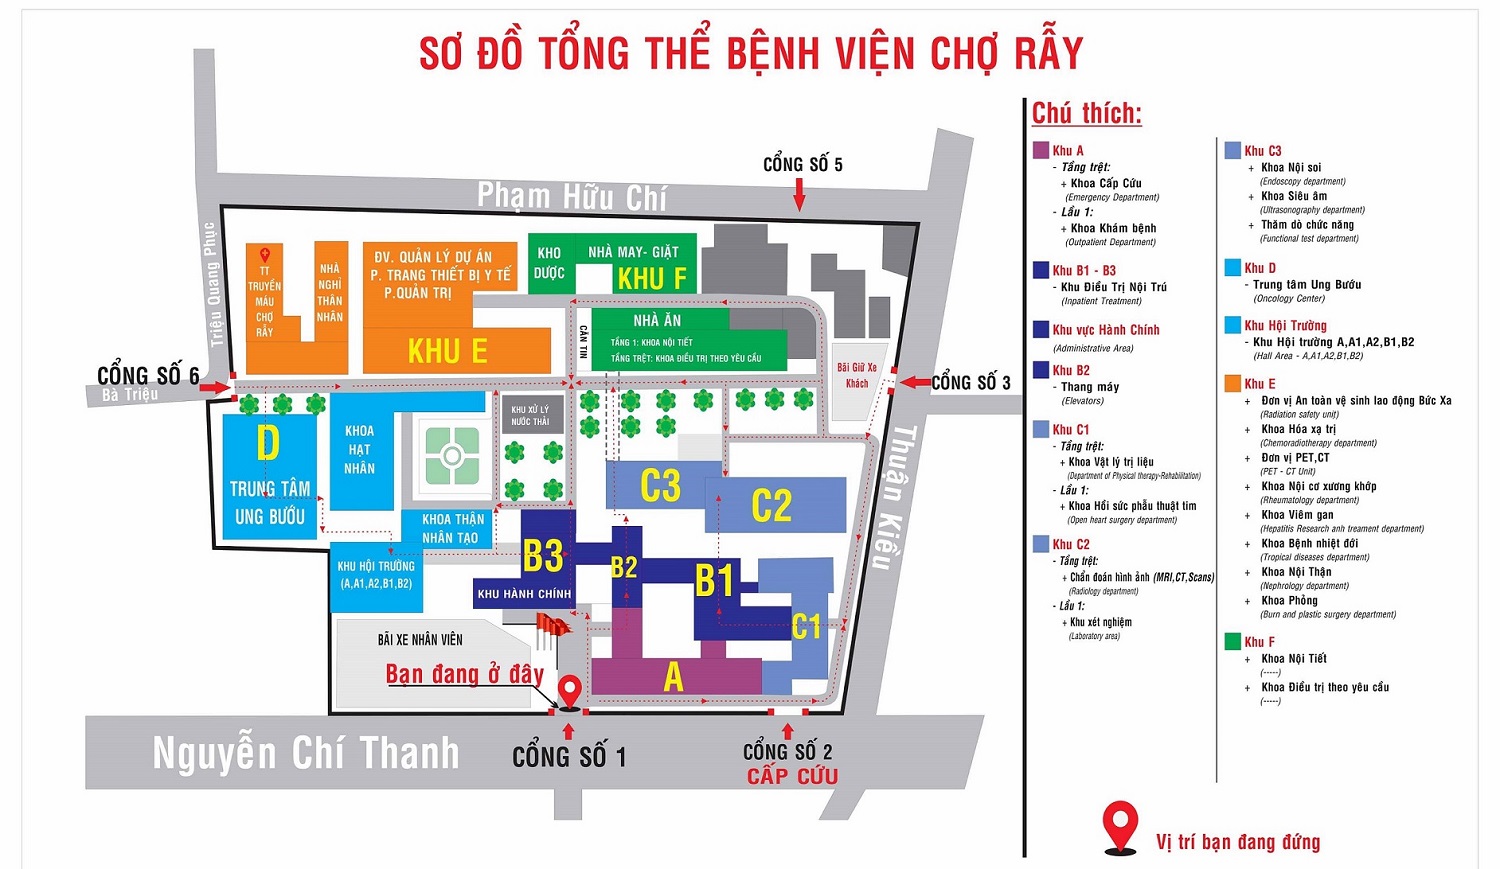 SƠ ĐỒ TỔNG THỂ BỆNH VIỆN CHỢ RẪY
CỔNG SỐ 5
Phạm Hữu Chí
Triệu Quang Phục
TT
TRUYỀN
MÁU
CHỢ
RẪY
NHÀ
NGHỈ
THÂN
NHÂN
ĐV. QUẢN LÝ DỰ ÁN
P. TRANG THIẾT BỊ Y TẾ
P.QUẢN TRỊ
KHU E
KHO
DƯỢC
NHÀ MAY- GIẶT
KHU F
NHÀ ĂN
TẦNG 1: KHOA NỘI TIẾT
TẦNG TRỆT: KHOA ĐIỀU TRỊ THEO YÊU CẦU
CĂN TIN
Bãi Giữ Xe
Khách
CỔNG SỐ 6
Bà Triệu
CỔNG SỐ 3
Thuận Kiều
D
TRUNG TÂM
UNG BƯỚU
KHOA
HẠT
NHÂN
KHU XỬ LÝ
NƯỚC THẢI
KHOA THẬN
NHÂN TẠO
KHU HỘI TRƯỜNG
(A,A1,A2,B1,B2)
C3
C2
B3
B2
B1
C1
KHU HÀNH CHÍNH
A
BÃI XE NHÂN VIÊN
Bạn đang ở đây
Nguyễn Chí Thanh
CỔNG SỐ 1
CỔNG SỐ 2
CẤP CỨU
Chú thích:
Khu A
- Tầng trệt:
+ Khoa Cấp Cứu
(Emergency Department)
- Lầu 1:
+ Khoa Khám bệnh
(Outpatient Department)
Khu B1 - B3
- Khu Điều Trị Nội Trú
(Inpatient Treatment)
Khu vực Hành Chính
(Administrative Area)
Khu B2
- Thang máy
(Elevators)
Khu C1
- Tầng trệt:
+ Khoa Vật lý trị liệu
(Department of Physical therapy-Rehabilitation)
- Lầu 1:
+ Khoa Hồi sức phẫu thuật tim
(Open heart surgery department)
Khu C2
- Tầng trệt:
+ Chẩn đoán hình ảnh (MRI,CT,Scans)
(Radiology department)
- Lầu 1:
+ Khu xét nghiệm
(Laboratory area)
Khu C3
+ Khoa Nội soi
(Endoscopy department)
+ Khoa Siêu âm
(Ultrasonography department)
+ Thăm dò chức năng
(Functional test department)
Khu D
- Trung tâm Ung Bướu
(Oncology Center)
Khu Hội Trường
- Khu Hội trường A,A1,A2,B1,B2
(Hall Area - A,A1,A2,B1,B2)
Khu E
+ Đơn vị An toàn vệ sinh lao động Bức Xa
(Radiation safety unit)
+ Khoa Hóa xạ trị
(Chemoradiotherapy department)
+ Đơn vị PET,CT
(PET - CT Unit)
+ Khoa Nội cơ xương khớp
(Rheumatology department)
+ Khoa Viêm gan
(Hepatitis Research anh treament department)
+ Khoa Bệnh nhiệt đới
(Tropical diseases department)
+ Khoa Nội Thận
(Nephrology department)
+ Khoa Phỏng
(Burn and plastic surgery department)
Khu F
+ Khoa Nội Tiết
(-----)
+ Khoa Điều trị theo yêu cầu
(-----)
Vị trí bạn đang đứng